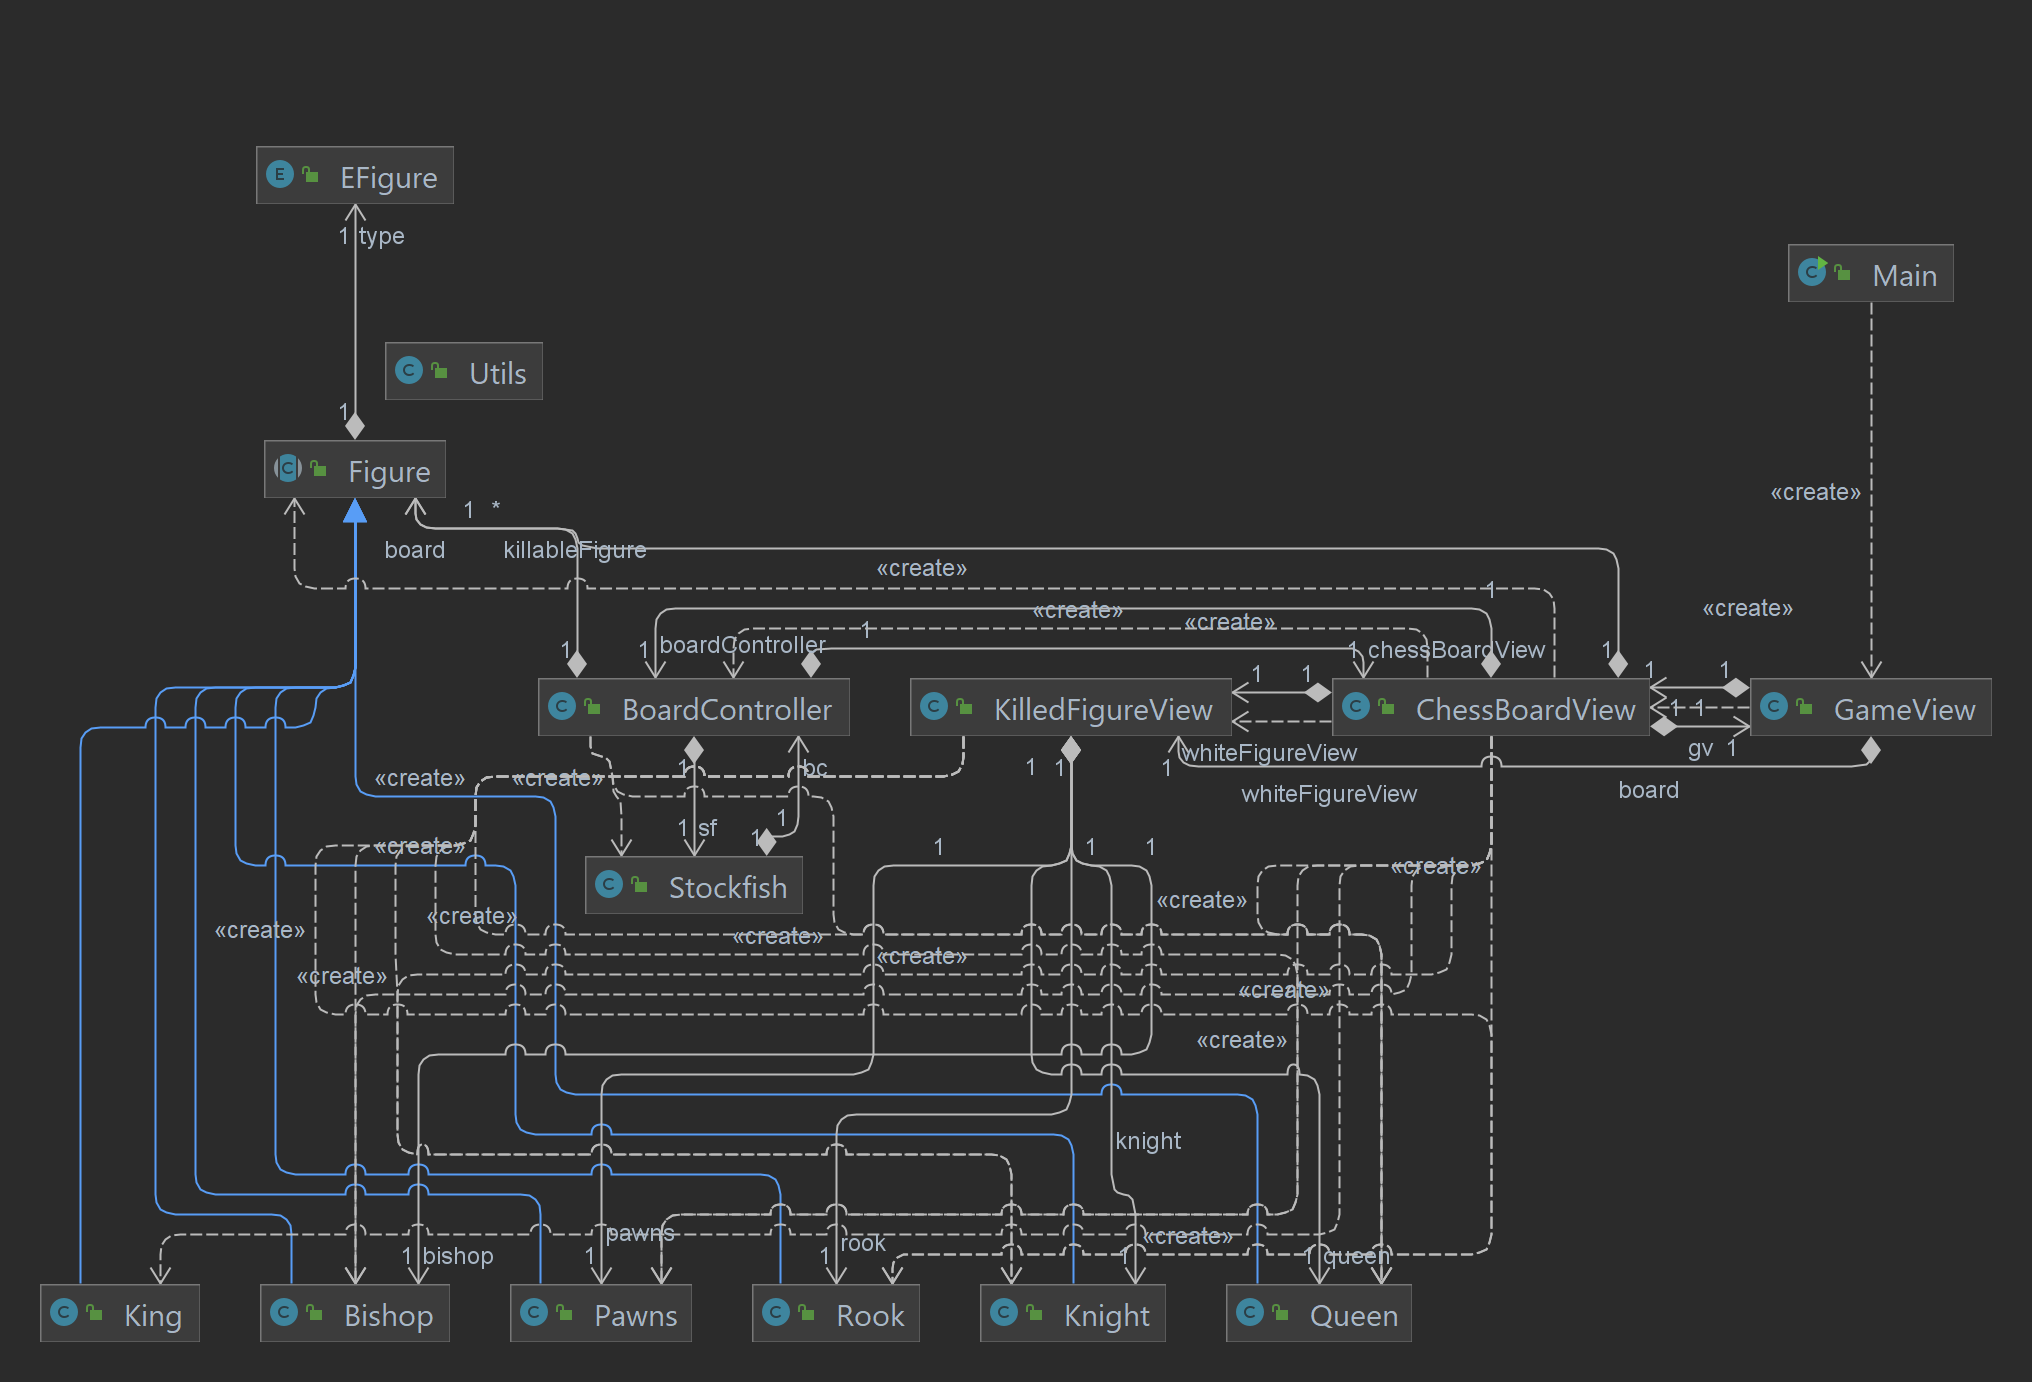 E EFigure
1 type
C Main
C Utils
1
C Figure
«create»
1 *
board killableFigure
«create»
1
«create»
«create»
«create»
1
1 1 boardController 1 chessBoardView 1
1 1 1 1
C BoardController
C KilledFigureView
C ChessBoardView
C GameView
1 1
gv 1
whiteFigureView
1 bc 1 1 1
«create» «create»
whiteFigureView board
1
1 sf 1
«create» 1 1 1
«create»
C Stockfish
«create»
«create»
«create»
«create»
«create»
«create»
«create»
«create»
knight
pawns
«create»
rook
1 bishop 1 1 1 1 queen
C King
C Bishop
C Pawns
C Rook
C Knight
C Queen